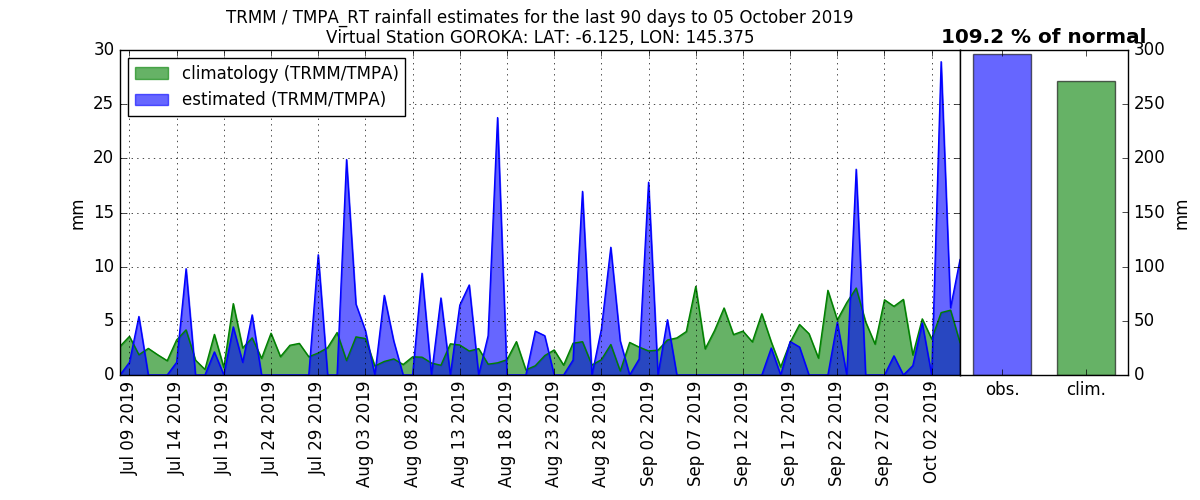 TRMM / TMPA_RT rainfall estimates for the last 90 days to 05 October 2019
Virtual Station GOROKA: LAT: -6.125, LON: 145.375
109.2 % of normal
climatology (TRMM/TMPA)
estimated (TRMM/TMPA)
30
25
20
15
10
5
0
mm
300
250
200
150
100
50
0
mm
Jul 09 2019
Jul 14 2019
Jul 19 2019
Jul 24 2019
Jul 29 2019
Aug 03 2019
Aug 08 2019
Aug 13 2019
Aug 18 2019
Aug 23 2019
Aug 28 2019
Sep 02 2019
Sep 07 2019
Sep 12 2019
Sep 17 2019
Sep 22 2019
Sep 27 2019
Oct 02 2019
obs.
clim.